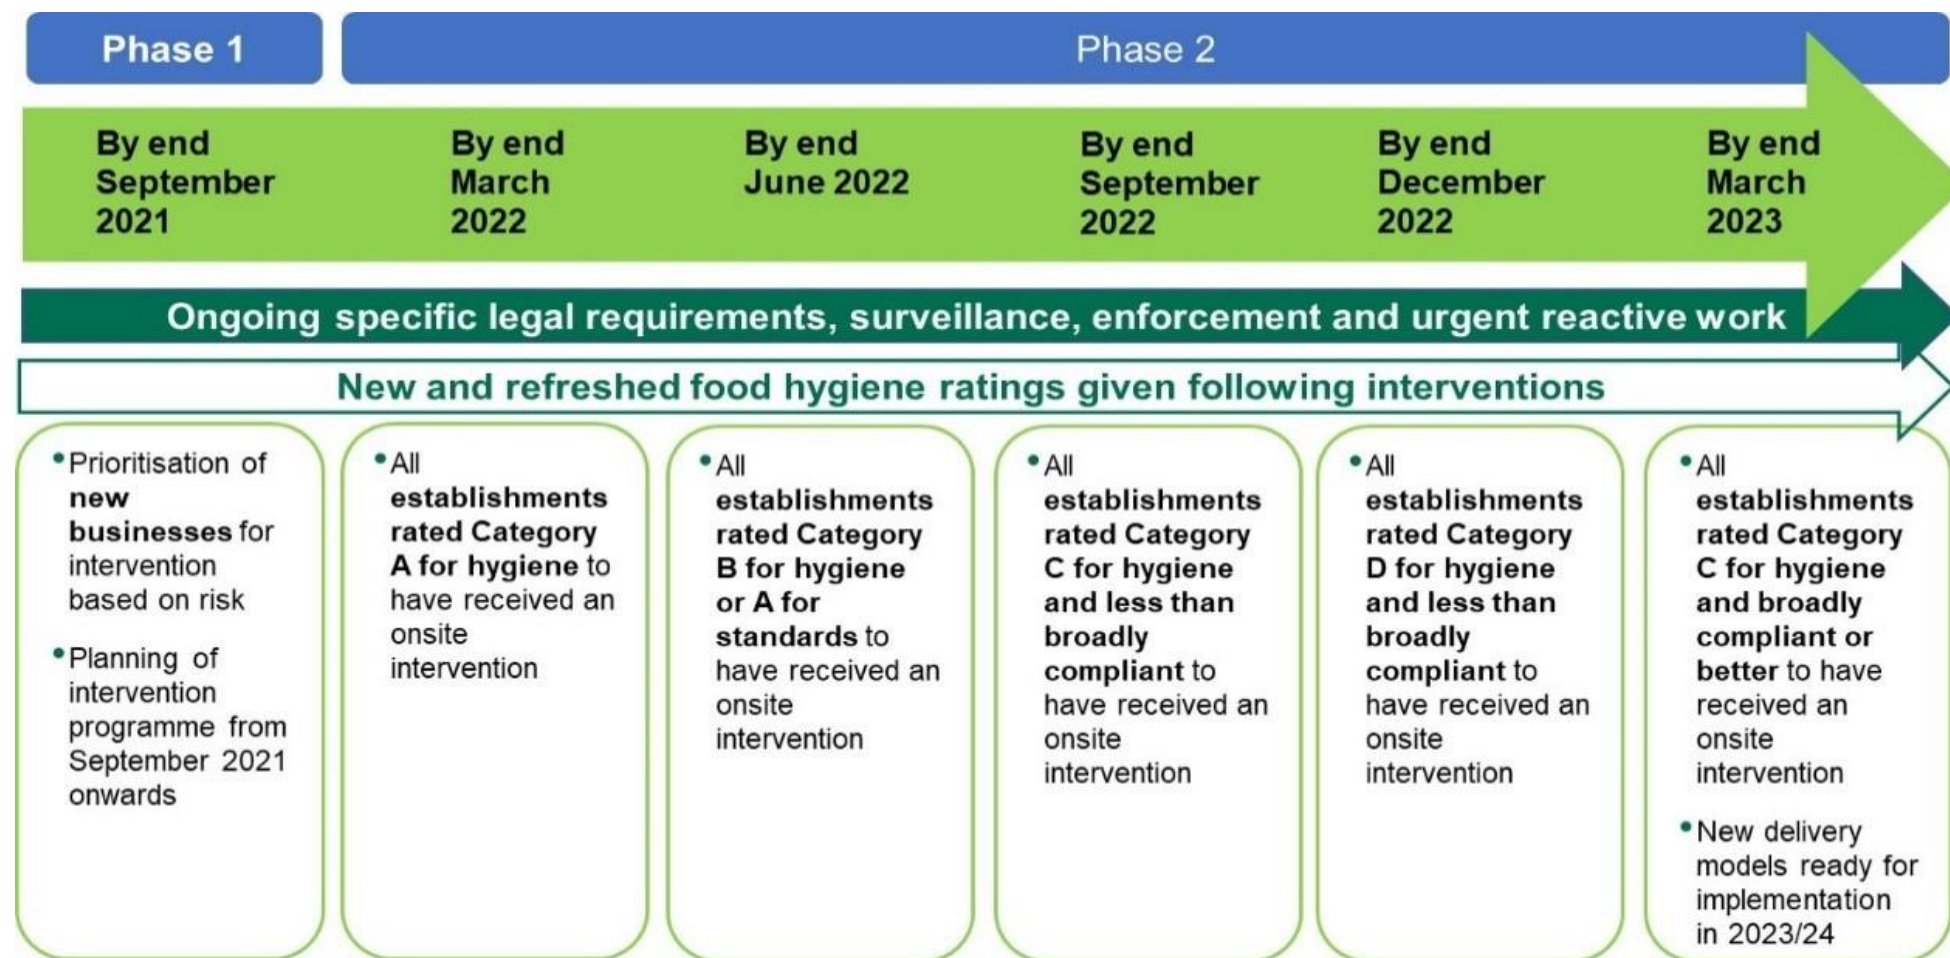 Phase 1
Phase 2
By end
September
2021
By end
March
2022
By end
June 2022
By end
September
2022
By end
December
2022
By end
March
2023
Ongoing specific legal requirements, surveillance, enforcement and urgent reactive work
New and refreshed food hygiene ratings given following interventions
•Prioritisation of
new
businesses for
intervention
based on risk
•Planning of
intervention
programme from
September 2021
onwards
•All
establishments
rated Category
A for hygiene to
have received an
onsite
intervention
•All
establishments
rated Category
B for hygiene
or A for
standards to
have received an
onsite
intervention
•All
establishments
rated Category
C for hygiene
and less than
broadly
compliant to
have received an
onsite
intervention
•All
establishments
rated Category
D for hygiene
and less than
broadly
compliant to
have received an
onsite
intervention
•All
establishments
rated Category
C for hygiene
and broadly
compliant or
better to have
received an
onsite
intervention
•New delivery
models ready for
implementation
in 2023/24